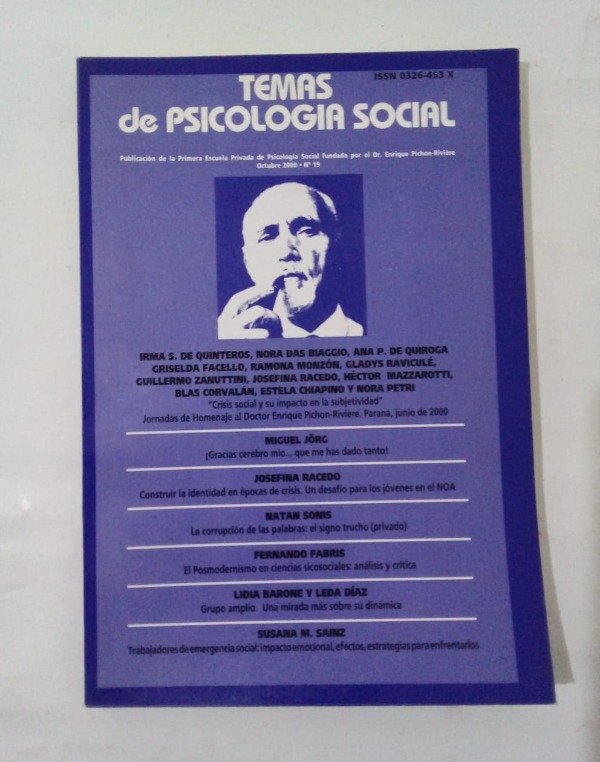 ISSN 0326-453 X
TEMAS
de PSICOLOGIA SOCIAL
Publicación de la Primera Escuela Privada de Psicología Social fundada por el Dr. Enrique Pichon-Rivière
Octubre 2000 • Nº 19
IRMA S. DE QUINTEROS, NORA DAS BIAGGIO, ANA P. DE QUIROGA
GRISELDA FACELLO, RAMONA MONZÓN, GLADYS RAVICULÉ,
GUILLERMO ZANUTTINI, JOSEFINA RACEDO, HÉCTOR MAZZAROTTI,
BLAS CORVALÁN, ESTELA CHIAPINO Y NORA PETRI
"Crisis social y su impacto en la subjetividad"
Jornadas de Homenaje al Doctor Enrique Pichon-Rivière. Paraná, junio de 2000
MIGUEL JÖRG
¡Gracias cerebro mío... que me has dado tanto!
JOSEFINA RACEDO
Construir la identidad en épocas de crisis. Un desafío para los jóvenes en el NOA
NATAN SONIS
La corrupción de las palabras: el signo trucho (privado)
FERNANDO FABRIS
El Posmodernismo en ciencias sicosociales: análisis y crítica
LIDIA BARONE Y LEDA DÍAZ
Grupo amplio. Una mirada más sobre su dinámica
SUSANA M. SAINZ
Trabajadores de emergencia social: impacto emocional, efectos, estrategias para enfrentarlos